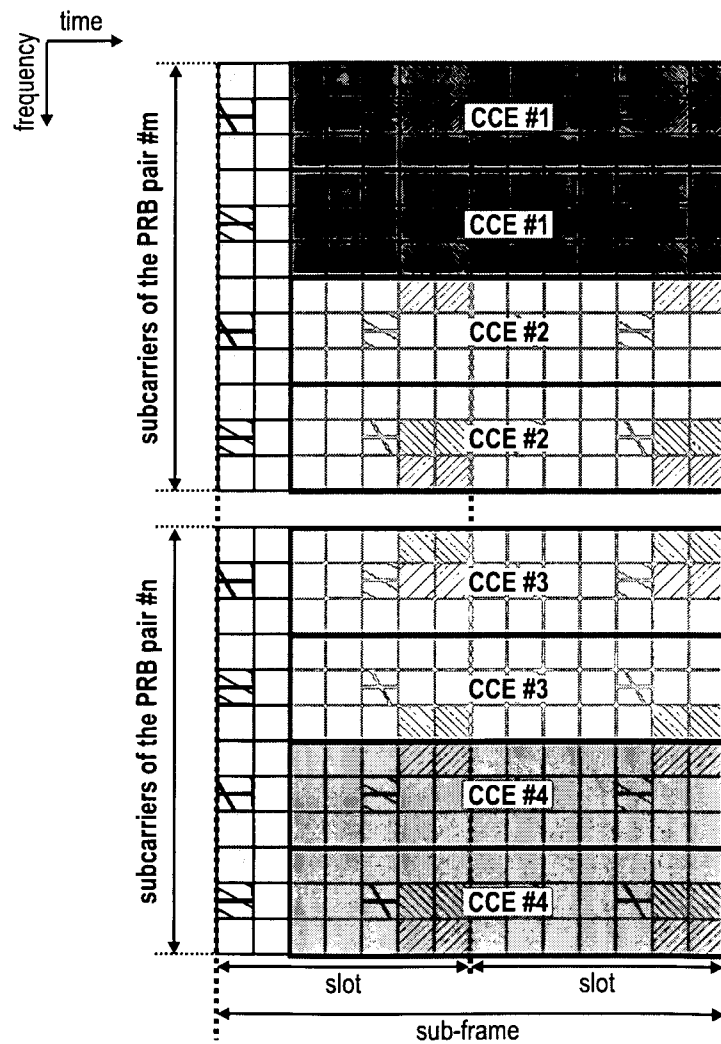 time
frequency
subcarriers of the PRB pair #m
CCE #1
CCE #1
CCE #2
CCE #2
subcarriers of the PRB pair #n
CCE #3
CCE #3
CCE #4
CCE #4
slot
slot
sub-frame